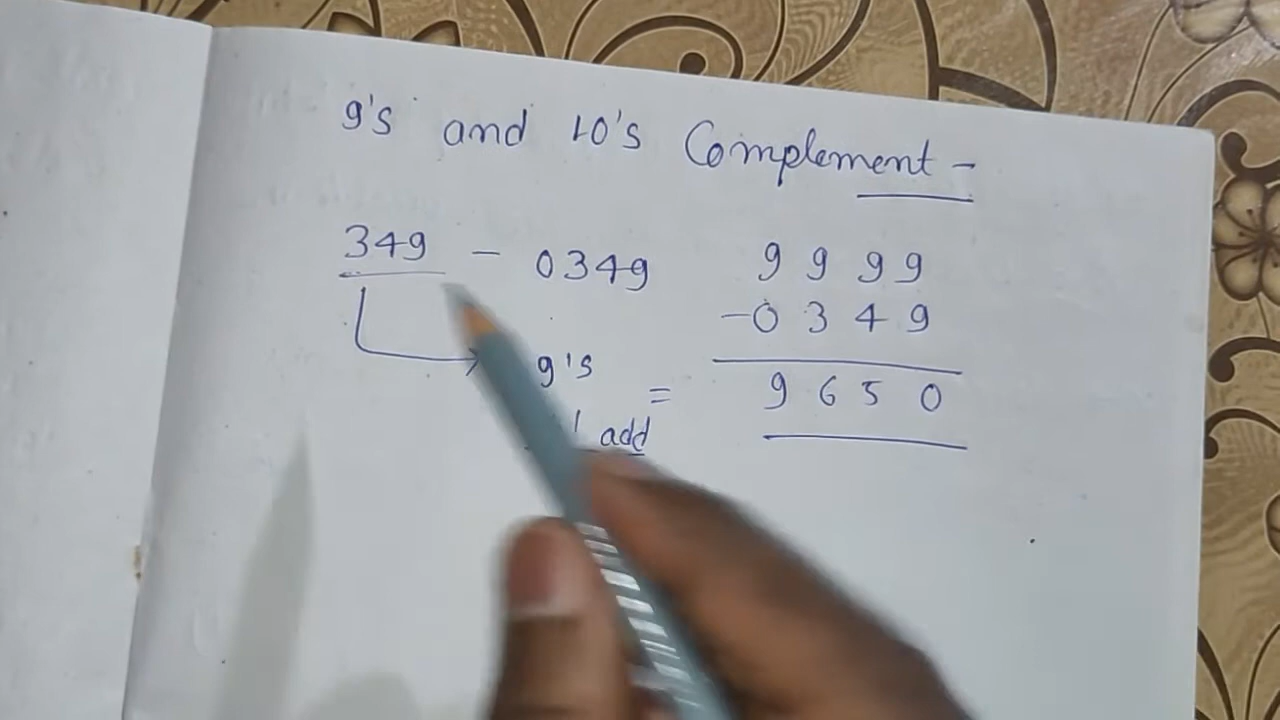 9's and 10's Complement -
349 - 0349
9's
1 add
=
9 9 9 9
-0 3 4 9
9 6 5 0